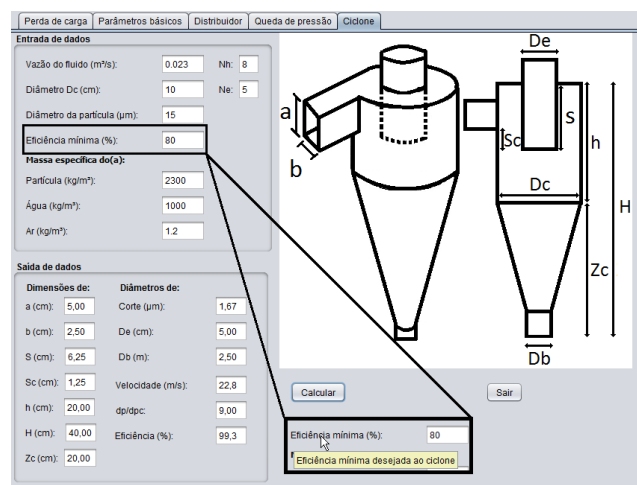 Perda de carga Parâmetros básicos Distribuidor Queda de pressão Ciclone
Entrada de dados
Vazão do fluido (m³/s): 0.023 Nh: 8
Diâmetro Dc (cm): 10 Ne: 5
Diâmetro da partícula (µm): 15
Eficiência mínima (%): 80
Massa específica do(a):
Partícula (kg/m³): 2300
Água (kg/m³): 1000
Ar (kg/m³): 1.2
Saída de dados
Dimensões de: Diâmetros de:
a (cm): 5,00 Corte (µm): 1,67
b (cm): 2,50 De (cm): 5,00
S (cm): 6,25 Db (m): 2,50
Sc (cm): 1,25 Velocidade (m/s): 22,8
h (cm): 20,00 dp/dpc: 9,00
H (cm): 40,00 Eficiência (%): 99,3
Zc (cm): 20,00
De
a
b
S
Sc
h
Dc
H
Zc
Db
Calcular Sair
Eficiência mínima (%): 80
Eficiência mínima desejada ao ciclone